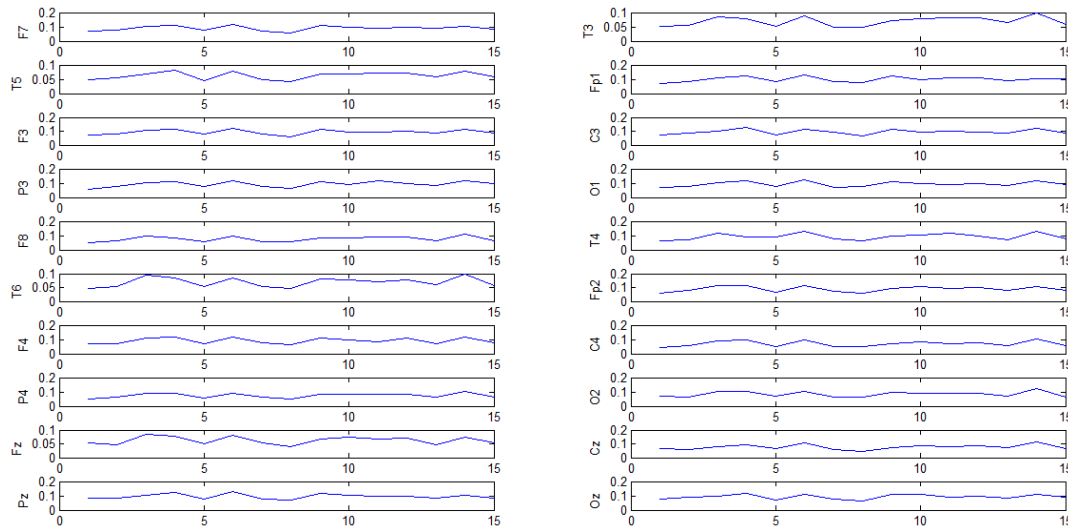 0.2
F7 0.1
0
0 5 10 15
0.1
T5 0.05
0
0 5 10 15
0.2
F3 0.1
0
0 5 10 15
0.2
P3 0.1
0
0 5 10 15
0.2
F8 0.1
0
0 5 10 15
0.1
T6 0.05
0
0 5 10 15
0.2
F4 0.1
0
0 5 10 15
0.2
P4 0.1
0
0 5 10 15
0.1
Fz 0.05
0
0 5 10 15
0.2
Pz 0.1
0
0 5 10 15
0.1
T3 0.05
0
0 5 10 15
0.2
Fp1 0.1
0
0 5 10 15
0.2
C3 0.1
0
0 5 10 15
0.2
O1 0.1
0
0 5 10 15
0.2
T4 0.1
0
0 5 10 15
0.2
Fp2 0.1
0
0 5 10 15
0.2
C4 0.1
0
0 5 10 15
0.2
O2 0.1
0
0 5 10 15
0.2
Cz 0.1
0
0 5 10 15
0.2
Oz 0.1
0
0 5 10 15